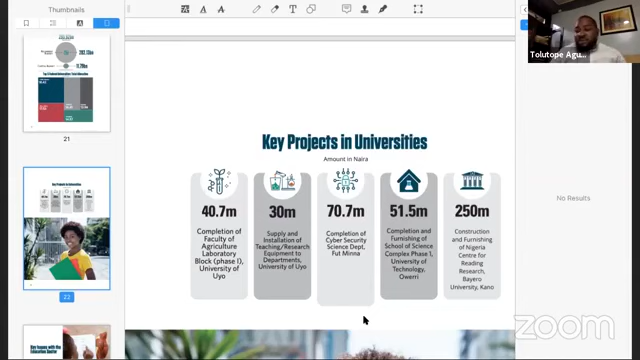 Thumbnails
No Results
Tolutope Agu...
21
Key Projects in Universities
Amount in Naira
40.7m
Completion of
Faculty of
Agriculture
Laboratory
Block (phase I),
University of
Uyo
30m
Supply and
Installation of
Teaching/Research
Equipment to
Departments,
University of Uyo
70.7m
Completion of
Cyber Security
Science Dept,
Fut Minna
51.5m
Completion and
Furnishing of
School of Science
Complex Phase 1,
University of
Technology,
Owerri
250m
Construction
and Furnishing
of Nigeria
Centre for
Reading
Research,
Bayero
University, Kano
22
zoom